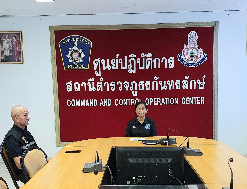 ศูนย์ปฏิบัติการ
สถานีตำรวจภูธรกันทรลักษ์
COMMAND AND CONTROL OPERATION CENTER